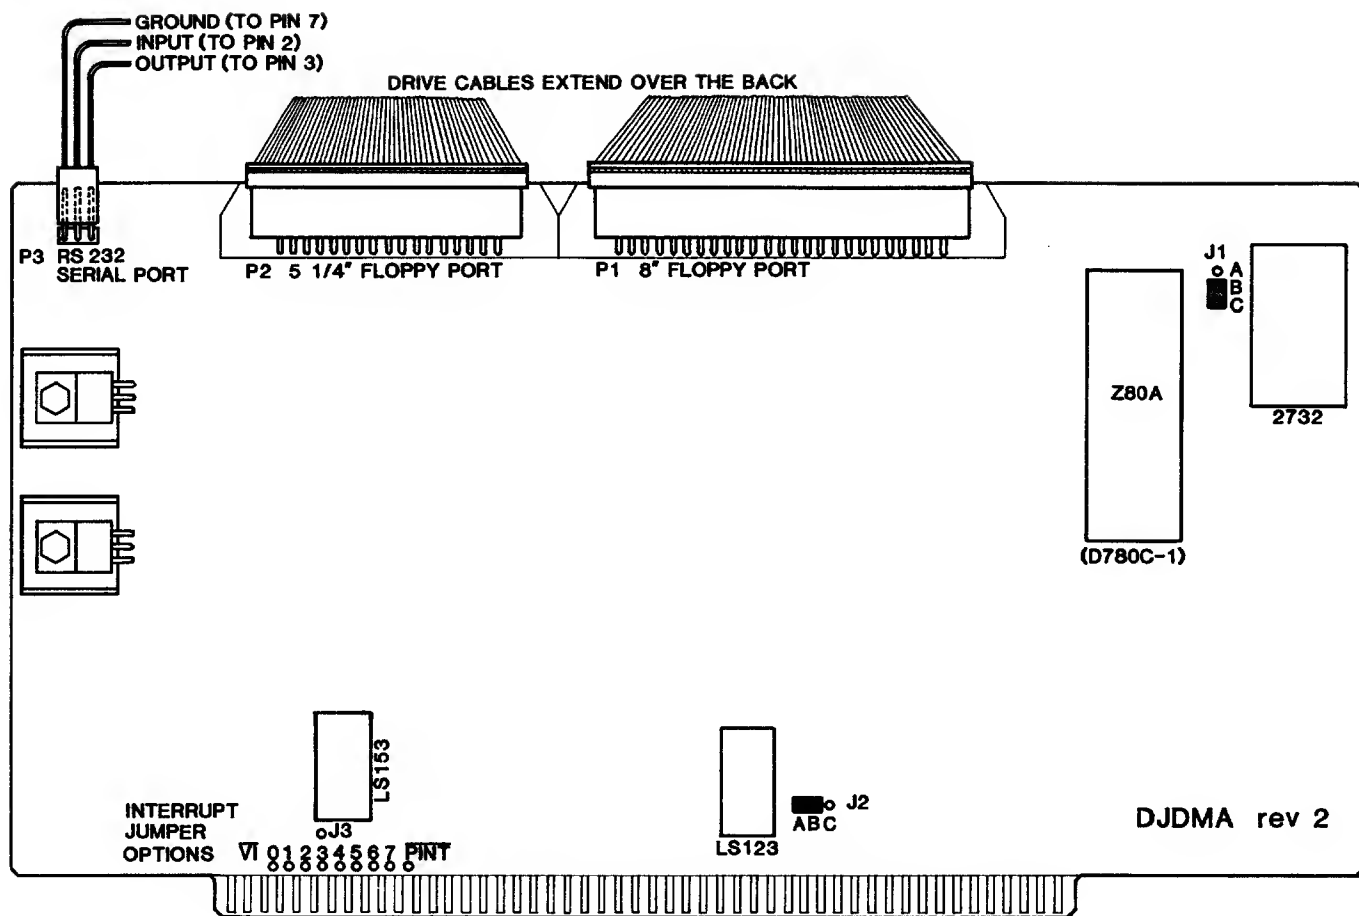 GROUND (TO PIN 7)
INPUT (TO PIN 2)
OUTPUT (TO PIN 3)
DRIVE CABLES EXTEND OVER THE BACK
P3 RS 232
SERIAL PORT
P2 5 1/4" FLOPPY PORT
P1 8" FLOPPY PORT
J1
A
B
C
Z80A
2732
(D780C-1)
LS153
INTERRUPT
JUMPER
OPTIONS
J3
VI 0 1 2 3 4 5 6 7 PINT
LS123
J2
ABC
DJDMA rev 2